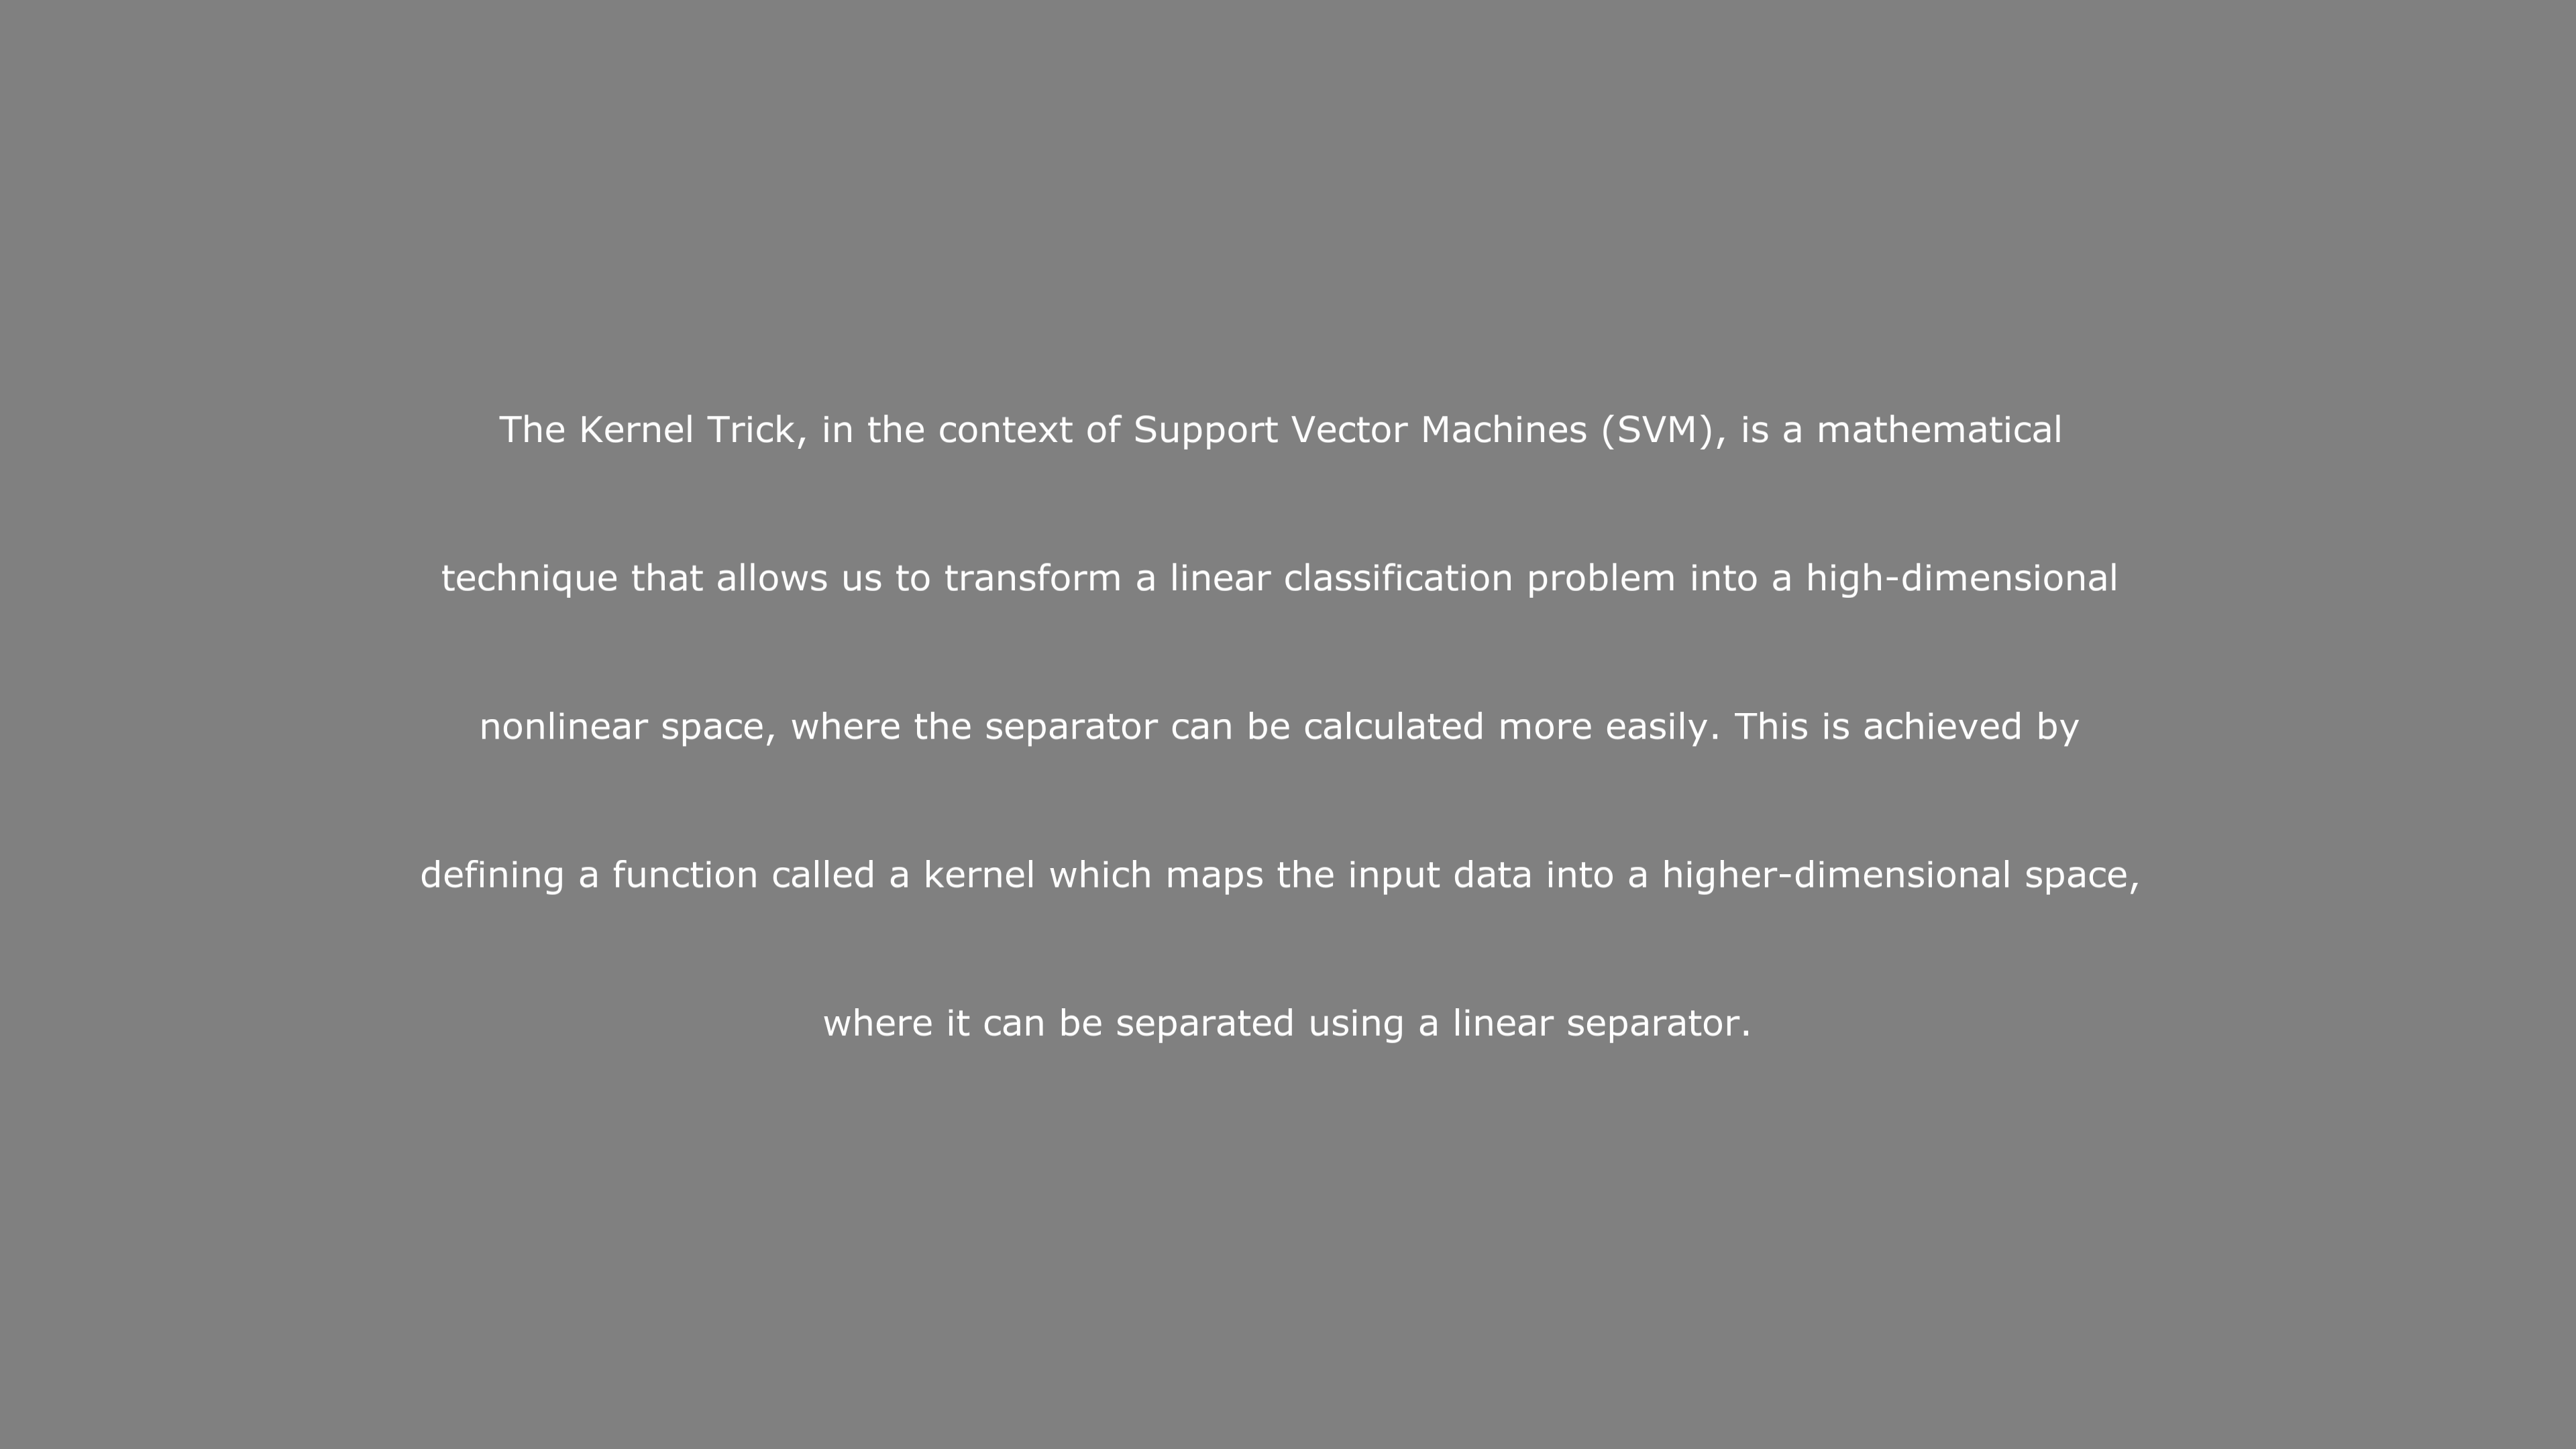 The Kernel Trick, in the context of Support Vector Machines (SVM), is a mathematical
technique that allows us to transform a linear classification problem into a high-dimensional
nonlinear space, where the separator can be calculated more easily. This is achieved by
defining a function called a kernel which maps the input data into a higher-dimensional space,
where it can be separated using a linear separator.